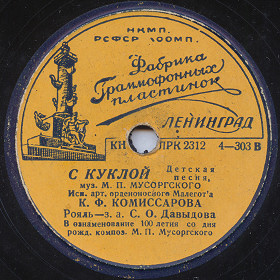 НКМП.
РСФСР ЛООМП.
Фабрика
Граммофонных
пластинок
ЛЕНИНГРАД
КН ПРК 2312 4—303 В
С КУКЛОЙ Детская песня,
муз. М. П. МУСОРГСКОГО
Исп. арт. орденоносного Малегот'а
К. Ф. КОМИССАРОВА
Рояль—з. а. С. О. Давыдова
В ознаменование 100 летия со дня
рожд. композ. М. П. Мусоргского